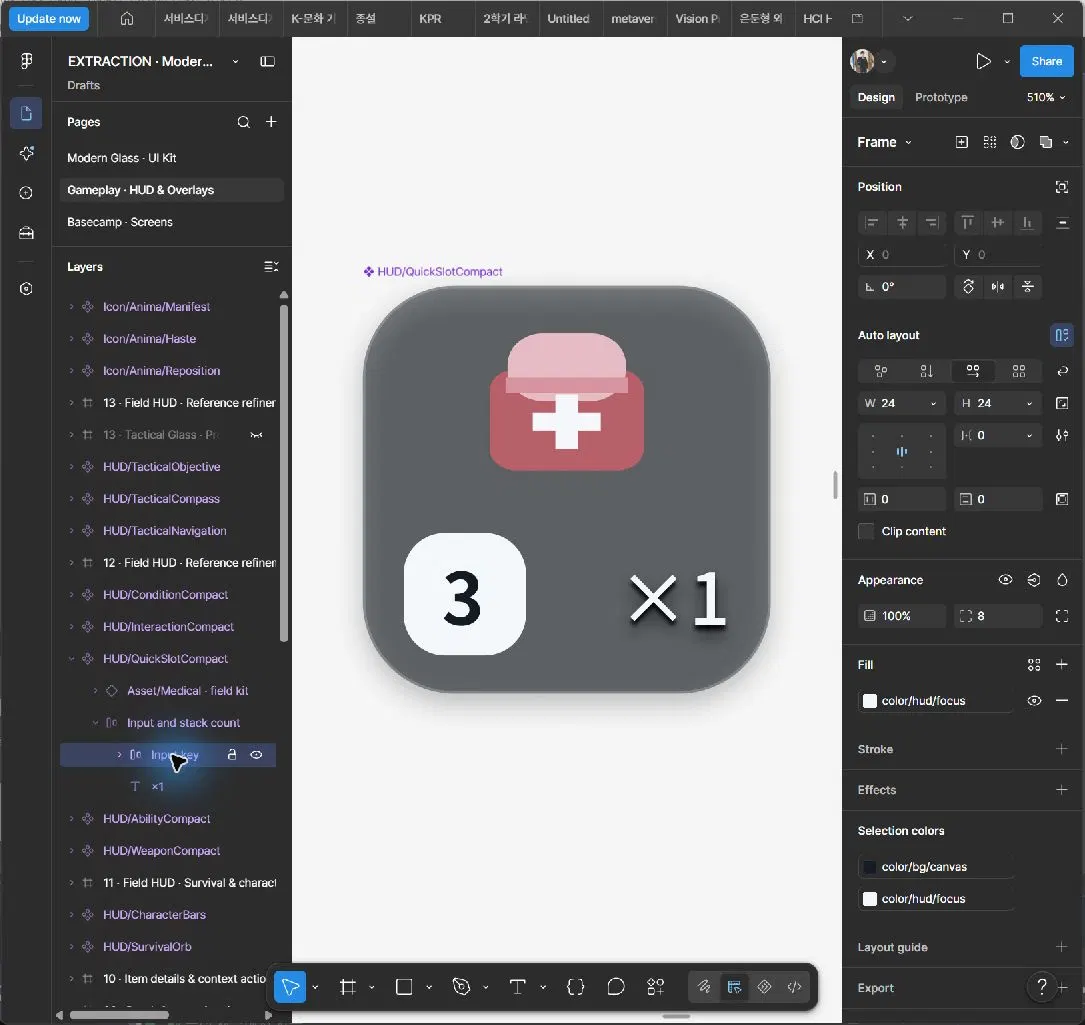 Update now
서비스디
서비스디
K-문화 기
종설
KPR
2학기 라
Untitled
metaver
Vision P
은둔형 외
HCI
EXTRACTION · Moder...
Drafts
Share
Design
Prototype
510%
Pages
Modern Glass · UI Kit
Gameplay · HUD & Overlays
Basecamp · Screens
Layers
Icon/Anima/Manifest
Icon/Anima/Haste
Icon/Anima/Reposition
13 · Field HUD · Reference refiner
13 · Tactical Glass · Pr
HUD/TacticalObjective
HUD/TacticalCompass
HUD/TacticalNavigation
12 · Field HUD · Reference refiner
HUD/ConditionCompact
HUD/InteractionCompact
HUD/QuickSlotCompact
Asset/Medical · field kit
Input and stack count
Input key
×1
HUD/AbilityCompact
HUD/WeaponCompact
11 · Field HUD · Survival & charact
HUD/CharacterBars
HUD/SurvivalOrb
10 · Item details & context actio
HUD/QuickSlotCompact
3
×1
Frame
Position
X 0
Y 0
0°
Auto layout
W 24
H 24
0
0
0
Clip content
Appearance
100%
8
Fill
color/hud/focus
Stroke
Effects
Selection colors
color/bg/canvas
color/hud/focus
Layout guide
Export
?